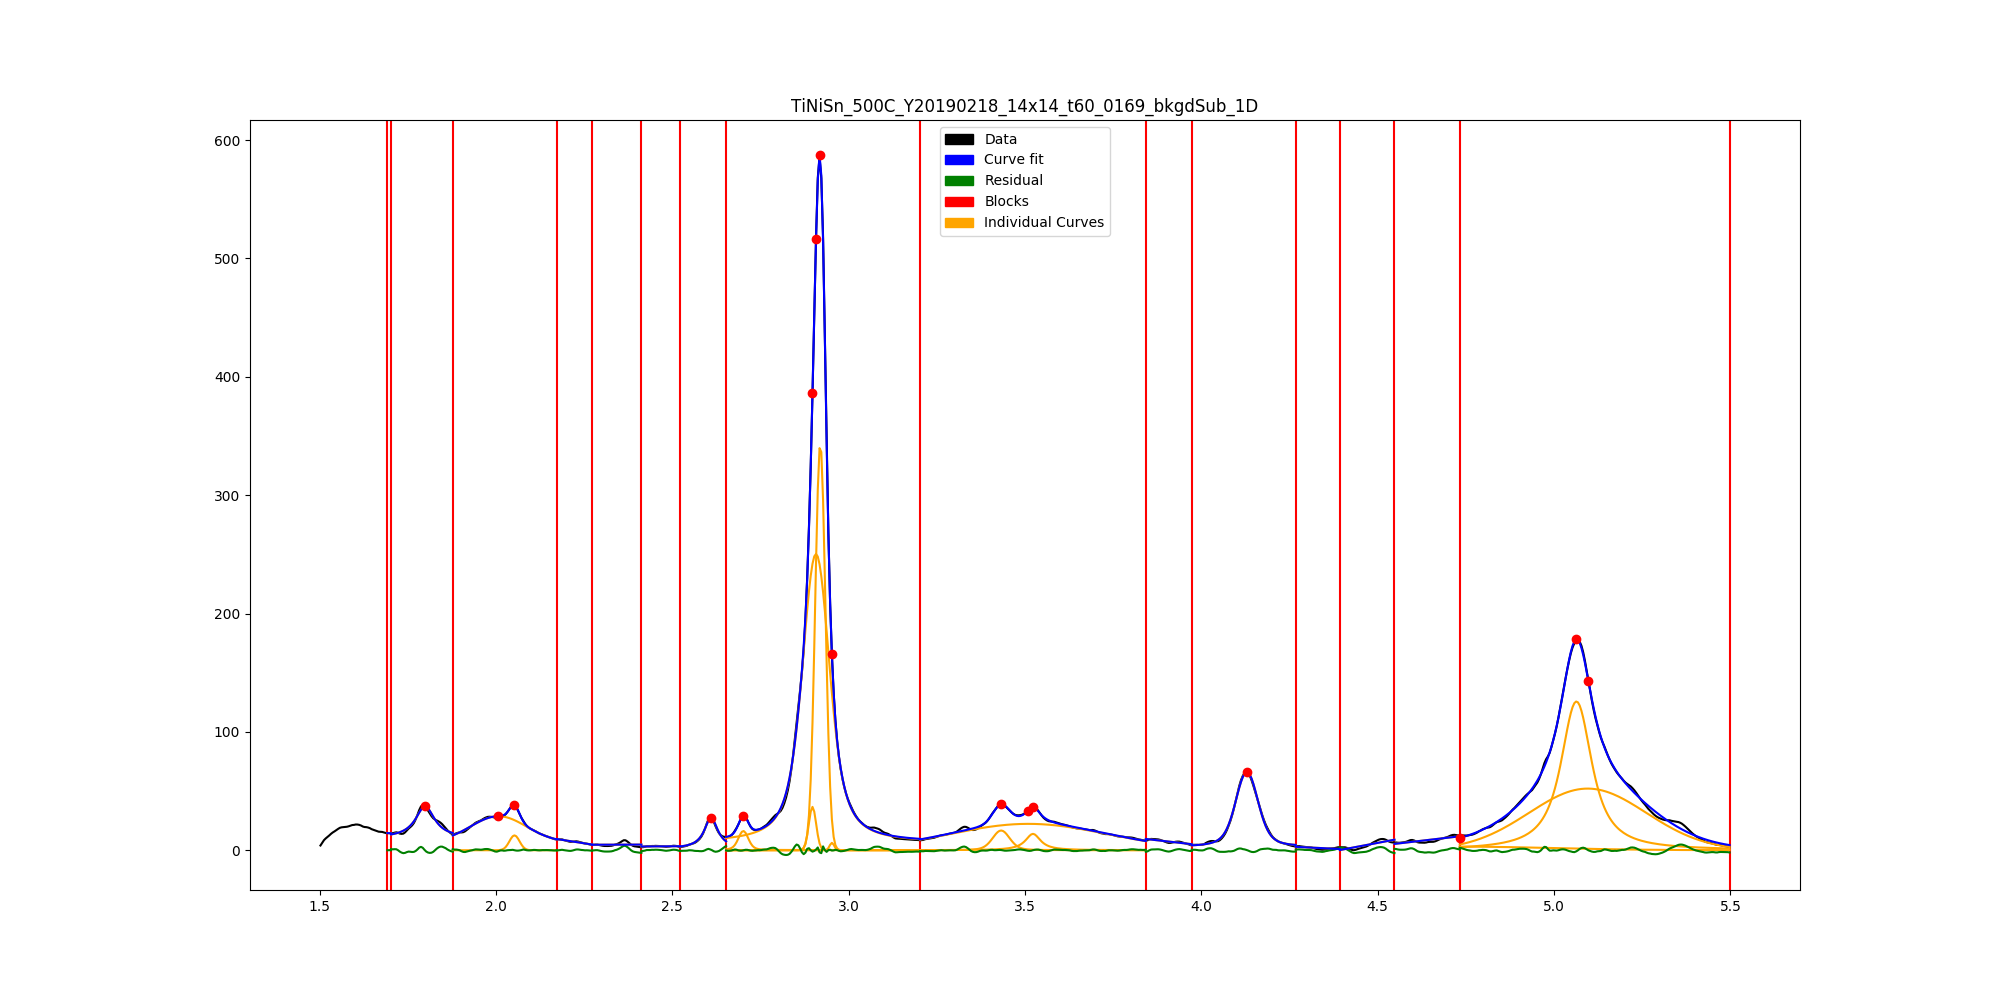 TiNiSn_500C_Y20190218_14x14_t60_0169_bkgdSub_1D
Data
Curve fit
Residual
Blocks
Individual Curves
600
500
400
300
200
100
0
1.5 2.0 2.5 3.0 3.5 4.0 4.5 5.0 5.5